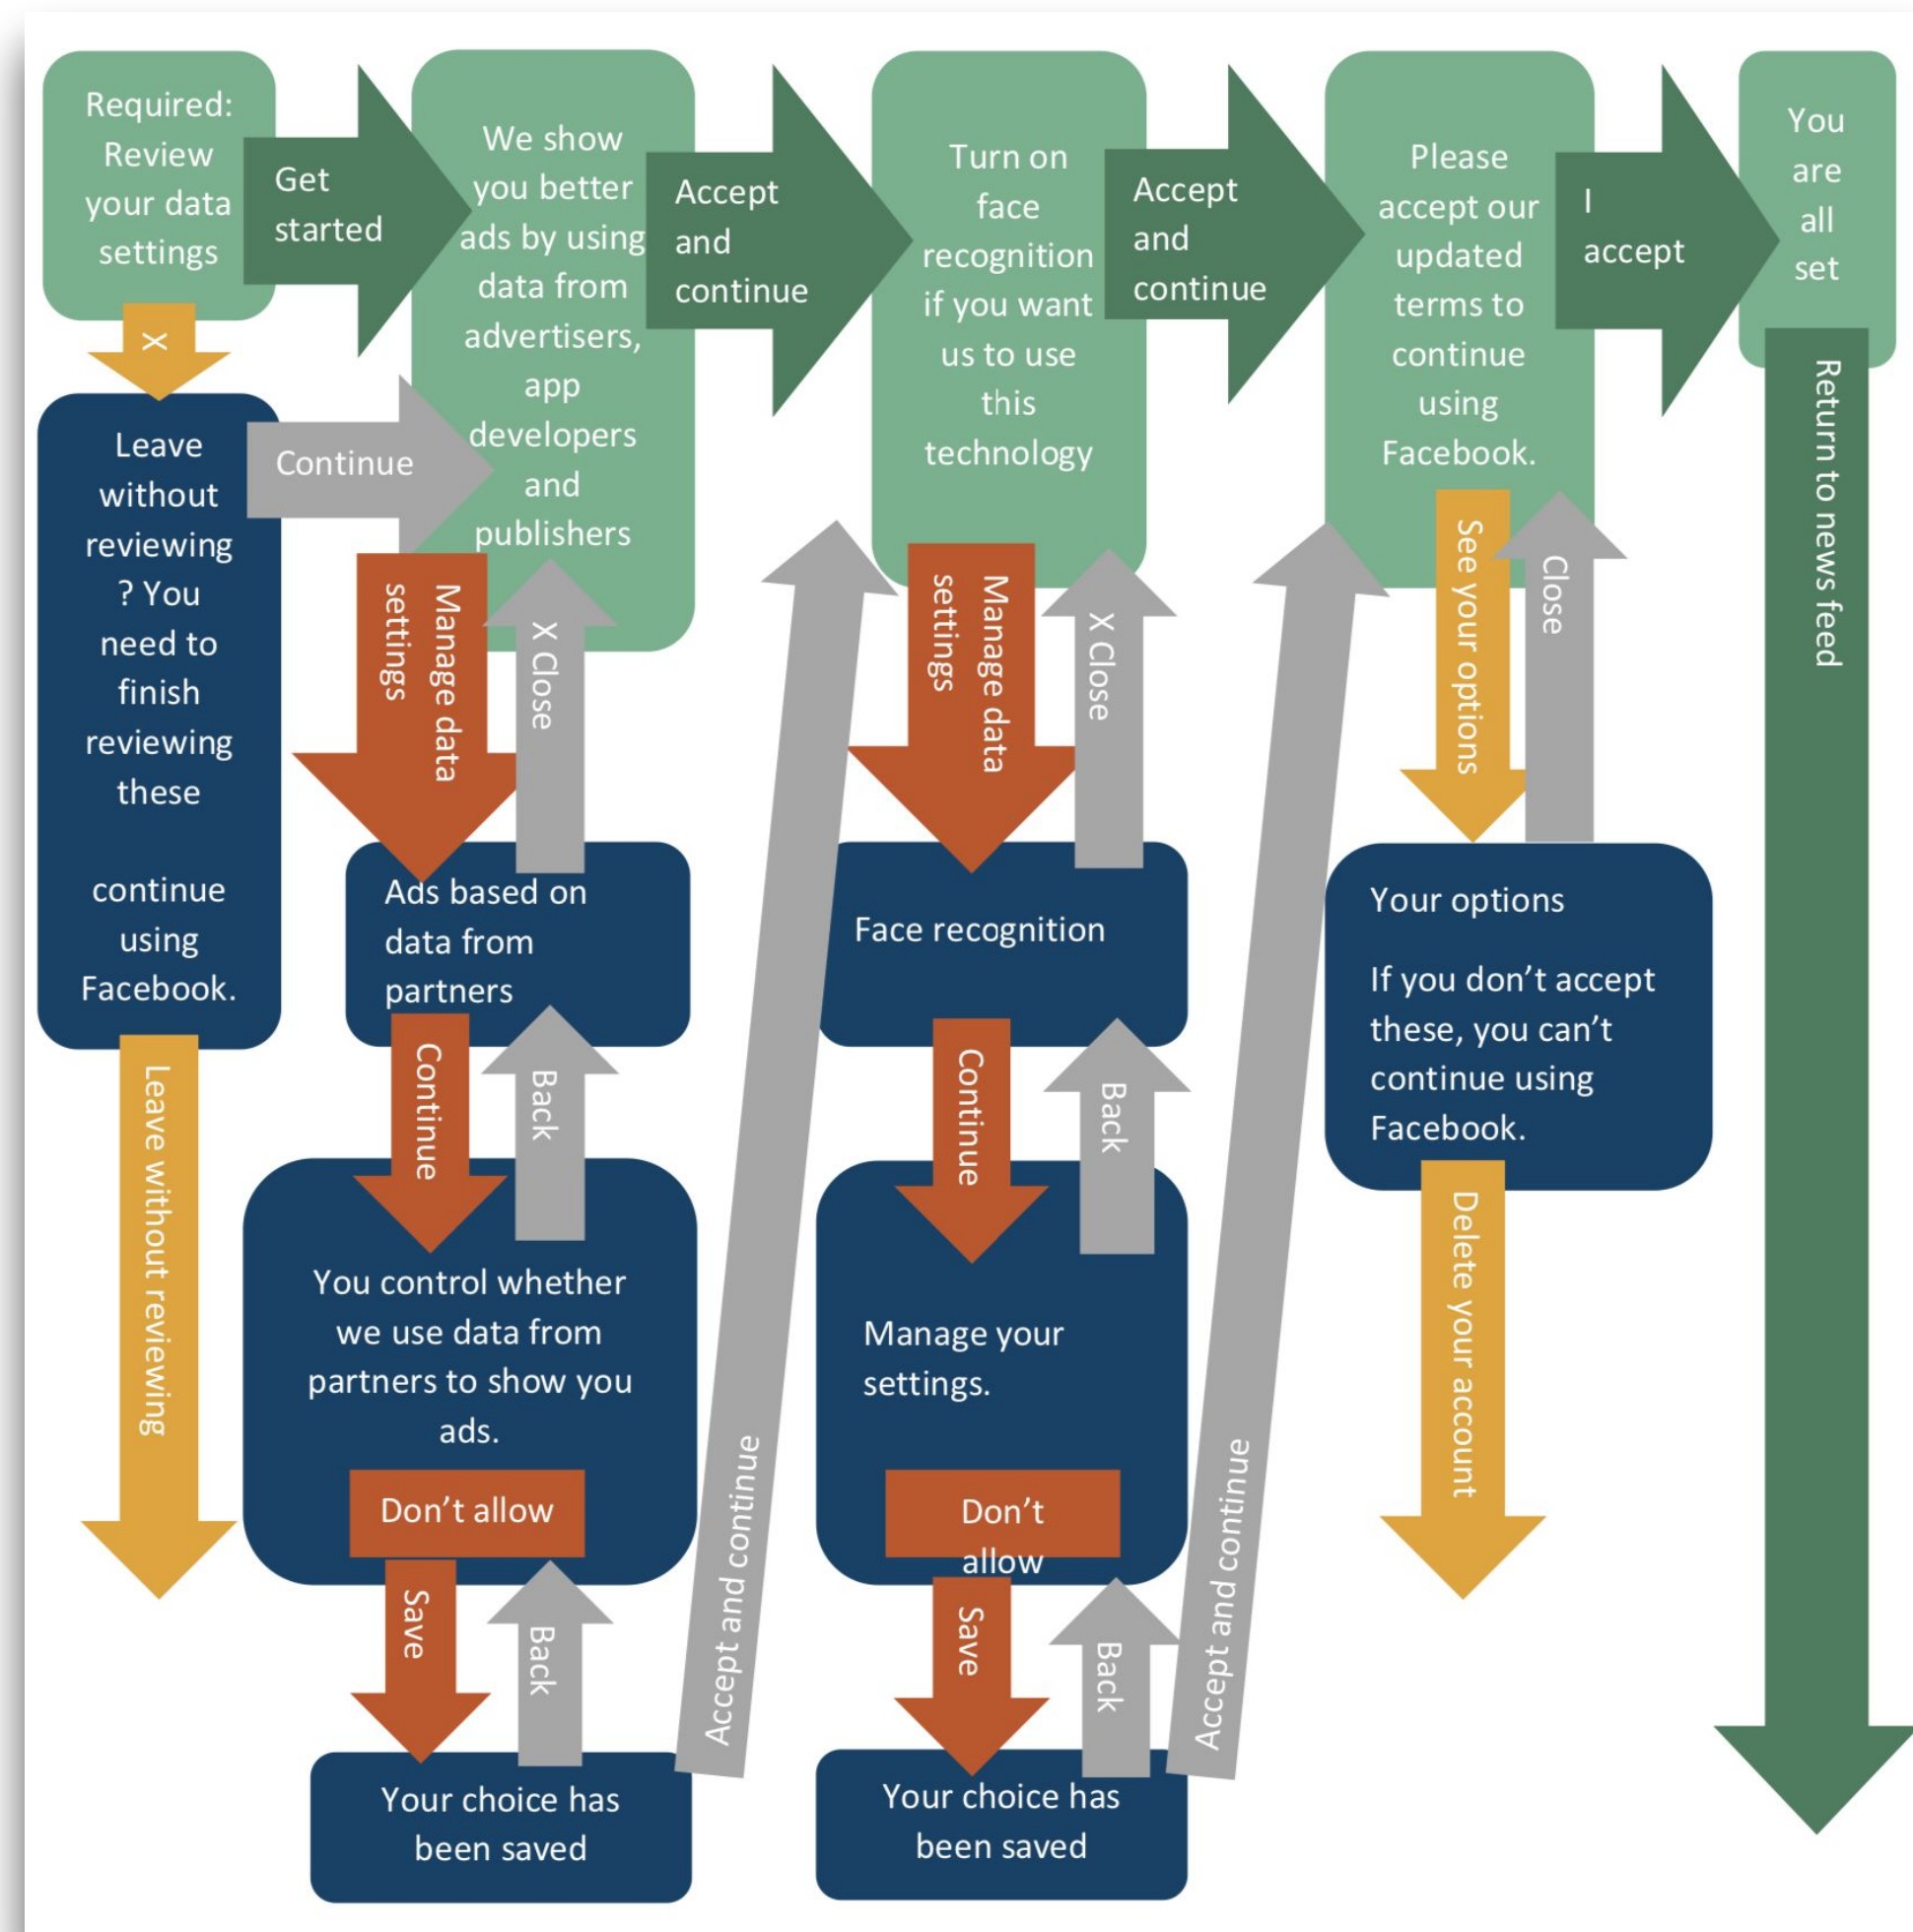 Required:
Review
your data
settings
Get
started
We show
you better
ads by using
data from
advertisers,
app
developers
and
publishers
Accept
and
continue
Turn on
face
recognition
if you want
us to use
this
technology
Accept
and
continue
Please
accept our
updated
terms to
continue
using
Facebook.
I
accept
You
are
all
set
X
Leave
without
reviewing
? You
need to
finish
reviewing
these
continue
using
Facebook.
Continue
Manage data
settings
X Close
Manage data
settings
X Close
See your options
Close
Return to news feed
Ads based on
data from
partners
Face recognition
Your options
If you don't accept
these, you can't
continue using
Facebook.
Leave without reviewing
Continue
Back
Continue
Back
Delete your account
You control whether
we use data from
partners to show you
ads.
Don't allow
Manage your
settings.
Don't
allow
Save
Back
Accept and continue
Save
Back
Accept and continue
Your choice has
been saved
Your choice has
been saved